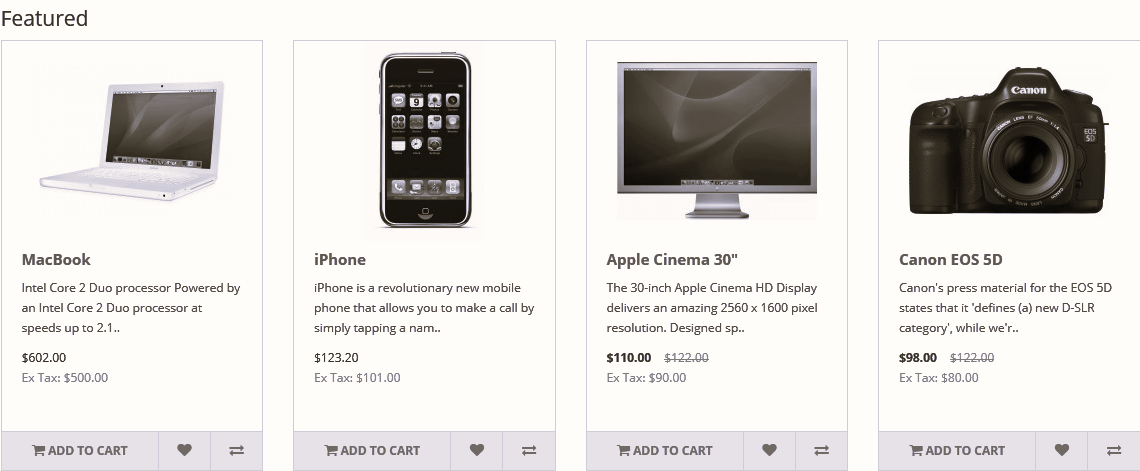 Featured
MacBook
Intel Core 2 Duo processor Powered by
an Intel Core 2 Duo processor at
speeds up to 2.1..
$602.00
Ex Tax: $500.00
ADD TO CART
iPhone
iPhone is a revolutionary new mobile
phone that allows you to make a call by
simply tapping a nam..
$123.20
Ex Tax: $101.00
ADD TO CART
Apple Cinema 30"
The 30-inch Apple Cinema HD Display
delivers an amazing 2560 x 1600 pixel
resolution. Designed sp..
$110.00 $122.00
Ex Tax: $90.00
ADD TO CART
Canon
EOS
5D
Canon EOS 5D
Canon's press material for the EOS 5D
states that it 'defines (a) new D-SLR
category', while we'r..
$98.00 $122.00
Ex Tax: $80.00
ADD TO CART